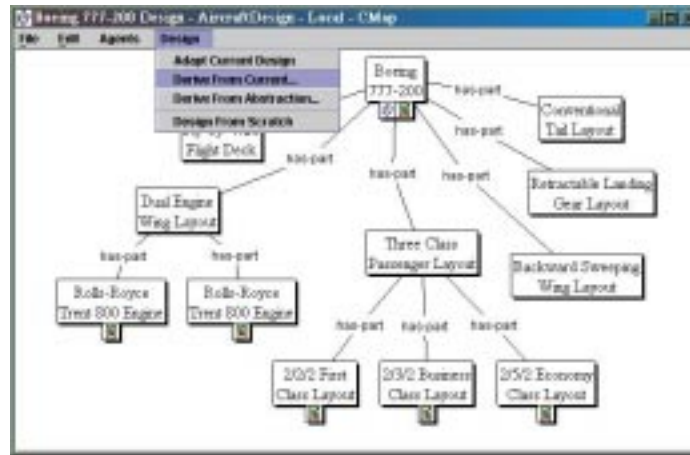 Boeing 777-200 Design - AircraftDesign - Local - CMap
File Edit Agents Design
Adapt Current Design
Derive From Current...
Derive From Abstraction...
Design From Scratch
Boeing
777-200
has-part
Conventional
Tail Layout
Flight Deck
has-part
has-part
has-part
has-part
Retractable Landing
Gear Layout
Dual Engine
Wing Layout
Three Class
Passenger Layout
Backward Sweeping
Wing Layout
has-part
has-part
Rolls-Royce
Trent 800 Engine
Rolls-Royce
Trent 800 Engine
has-part
has-part
has-part
2/2/2 First
Class Layout
2/3/2 Business
Class Layout
2/5/2 Economy
Class Layout